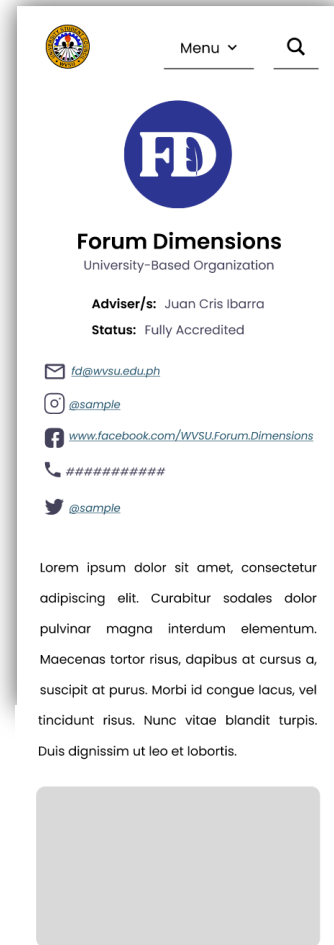 Menu
FD
Forum Dimensions
University-Based Organization
Adviser/s: Juan Cris Ibarra
Status: Fully Accredited
fd@wvsu.edu.ph
@sample
www.facebook.com/WVSU.Forum.Dimensions
###########
@sample
Lorem ipsum dolor sit amet, consectetur
adipiscing elit. Curabitur sodales dolor
pulvinar magna interdum elementum.
Maecenas tortor risus, dapibus at cursus a,
suscipit at purus. Morbi id congue lacus, vel
tincidunt risus. Nunc vitae blandit turpis.
Duis dignissim ut leo et lobortis.